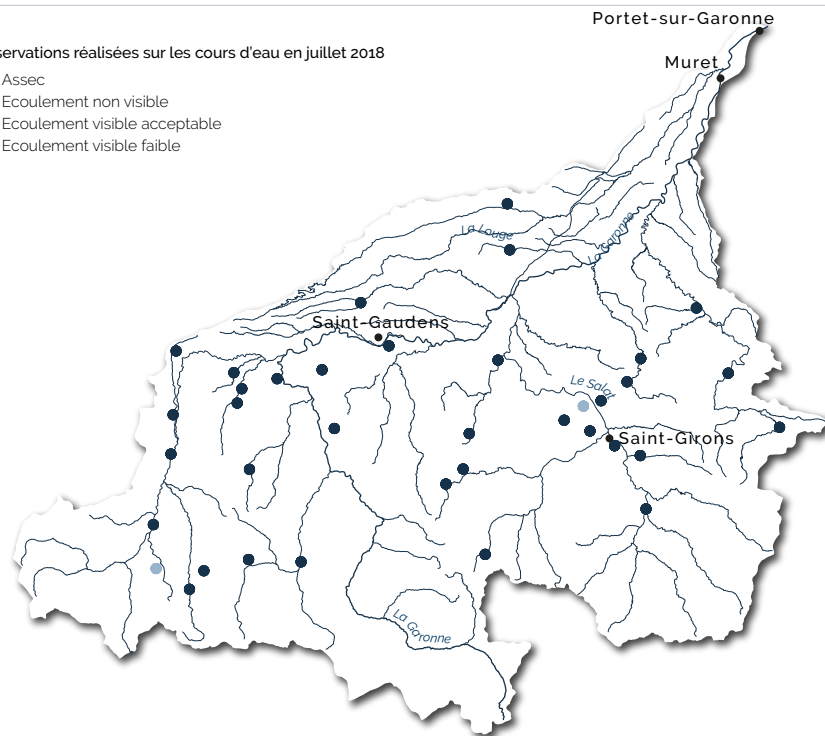 Portet-sur-Garonne
servations réalisées sur les cours d'eau en juillet 2018
Muret
Assec
Ecoulement non visible
Ecoulement visible acceptable
Ecoulement visible faible
La Louge
La Garonne
Saint-Gaudens
Le Salat
Saint-Girons
La Garonne